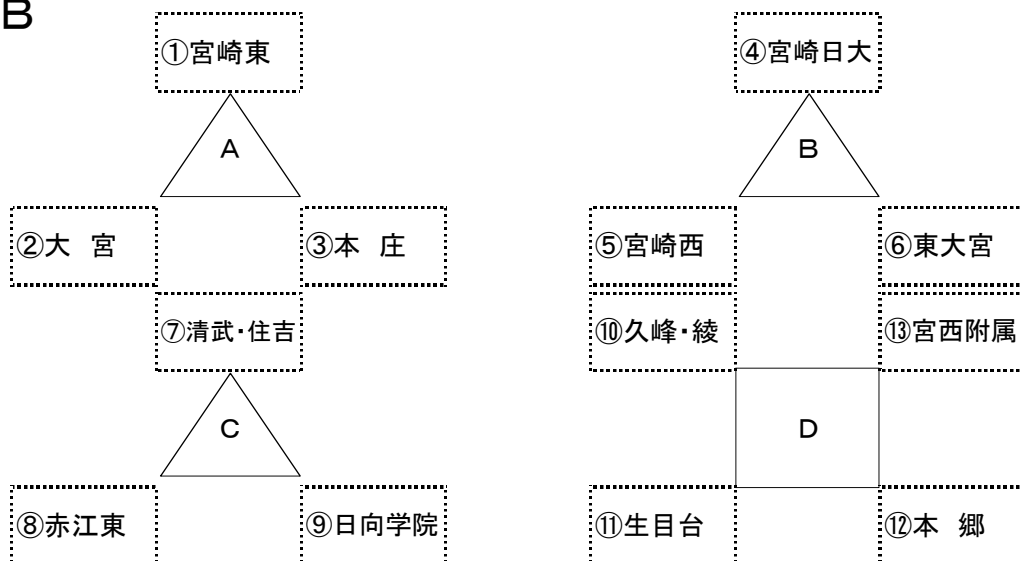 B
①宮崎東
④宮崎日大
A
B
②大 宮
③本 庄
⑤宮崎西
⑥東大宮
⑦清武・住吉
⑩久峰・綾
⑬宮西附属
C
D
⑧赤江東
⑨日向学院
⑪生目台
⑫本 郷